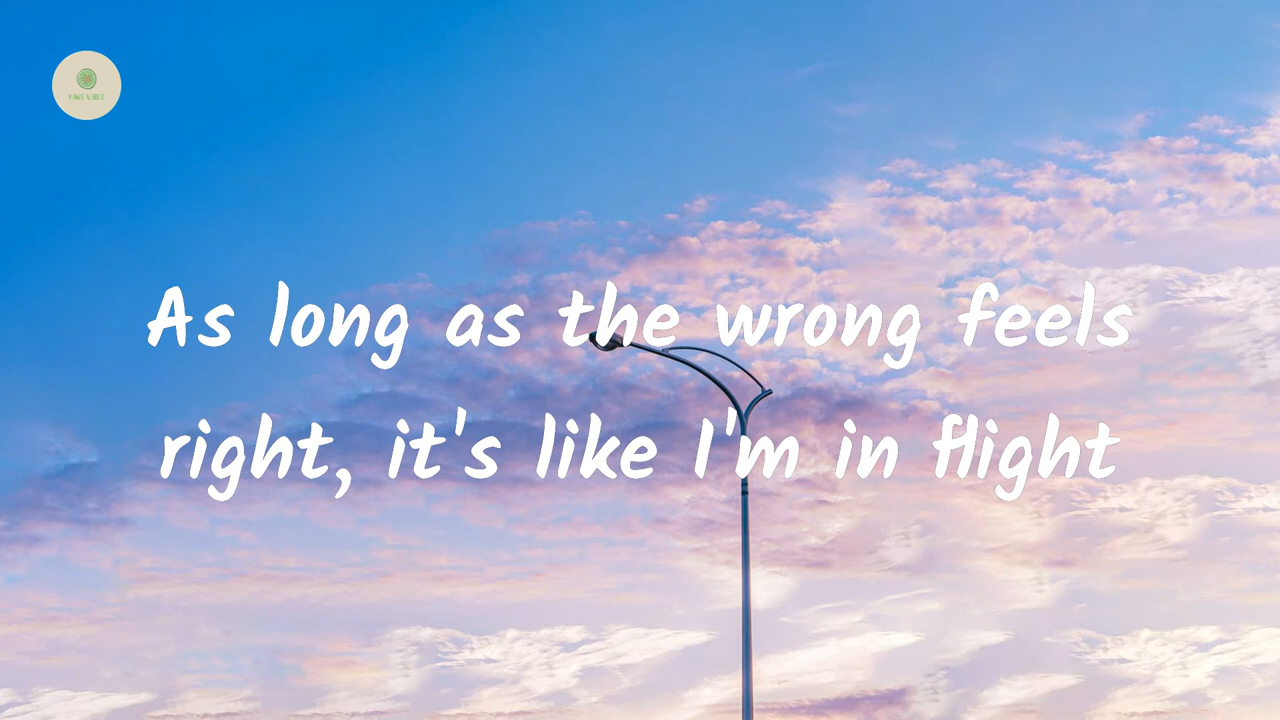 As long as the wrong feels
right, it's like I'm in flight